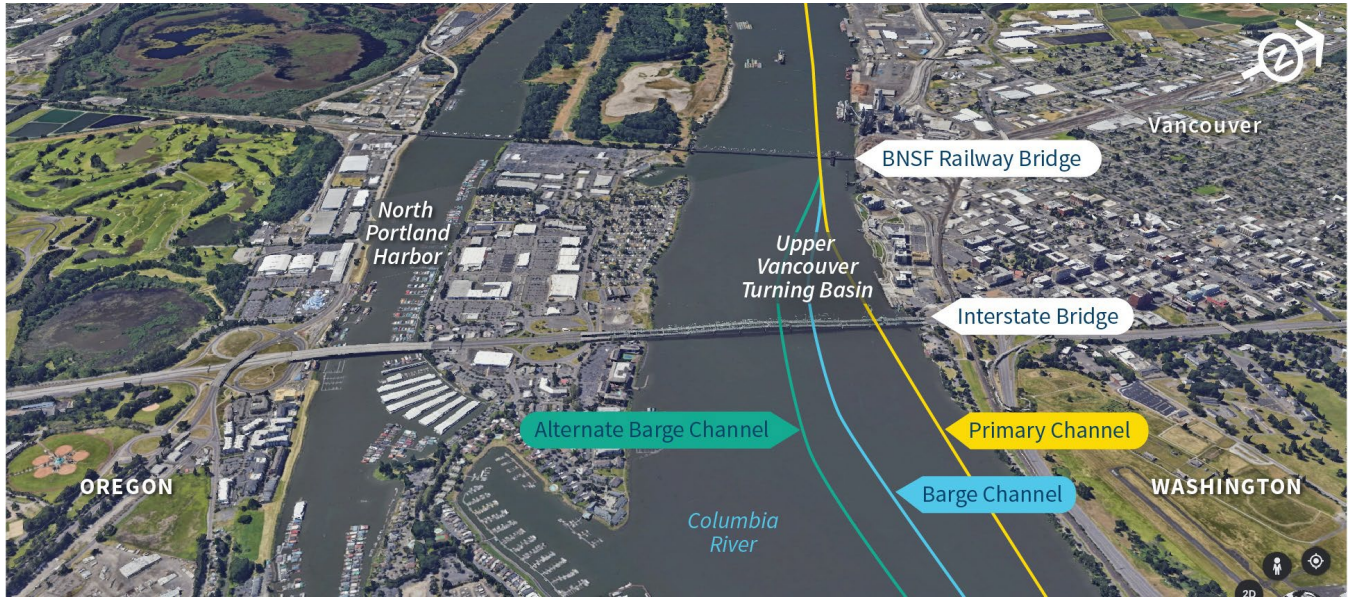 N
Vancouver
BNSF Railway Bridge
North
Portland
Harbor
Upper
Vancouver
Turning Basin
Interstate Bridge
Alternate Barge Channel
Primary Channel
OREGON
Barge Channel
WASHINGTON
Columbia
River
2D